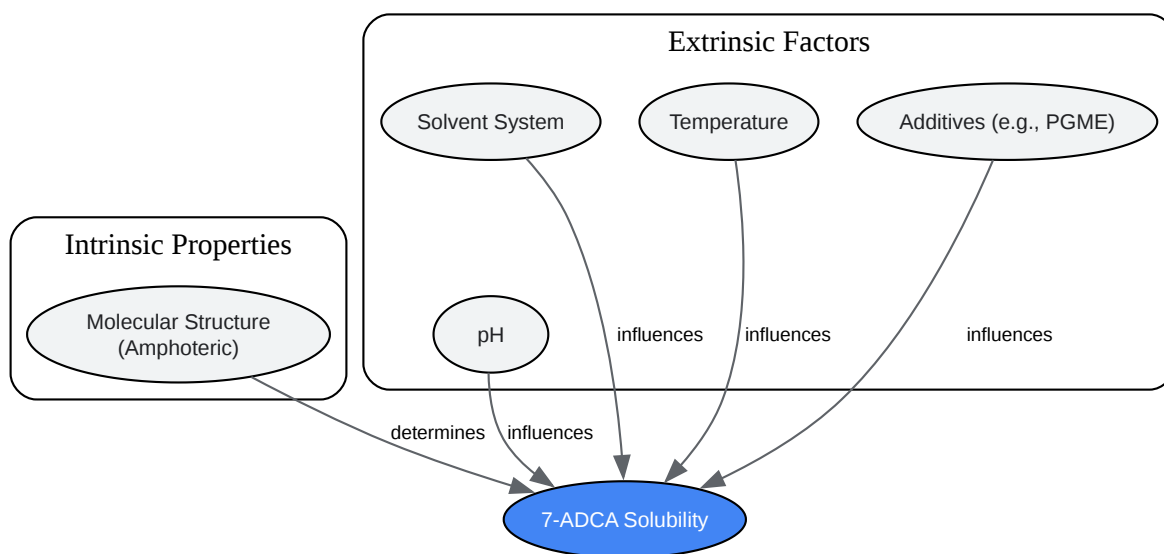 Extrinsic Factors
Solvent System
Temperature
Additives (e.g., PGME)
Intrinsic Properties
Molecular Structure
(Amphoteric)
pH
influences
influences
influences
determines
influences
7-ADCA Solubility